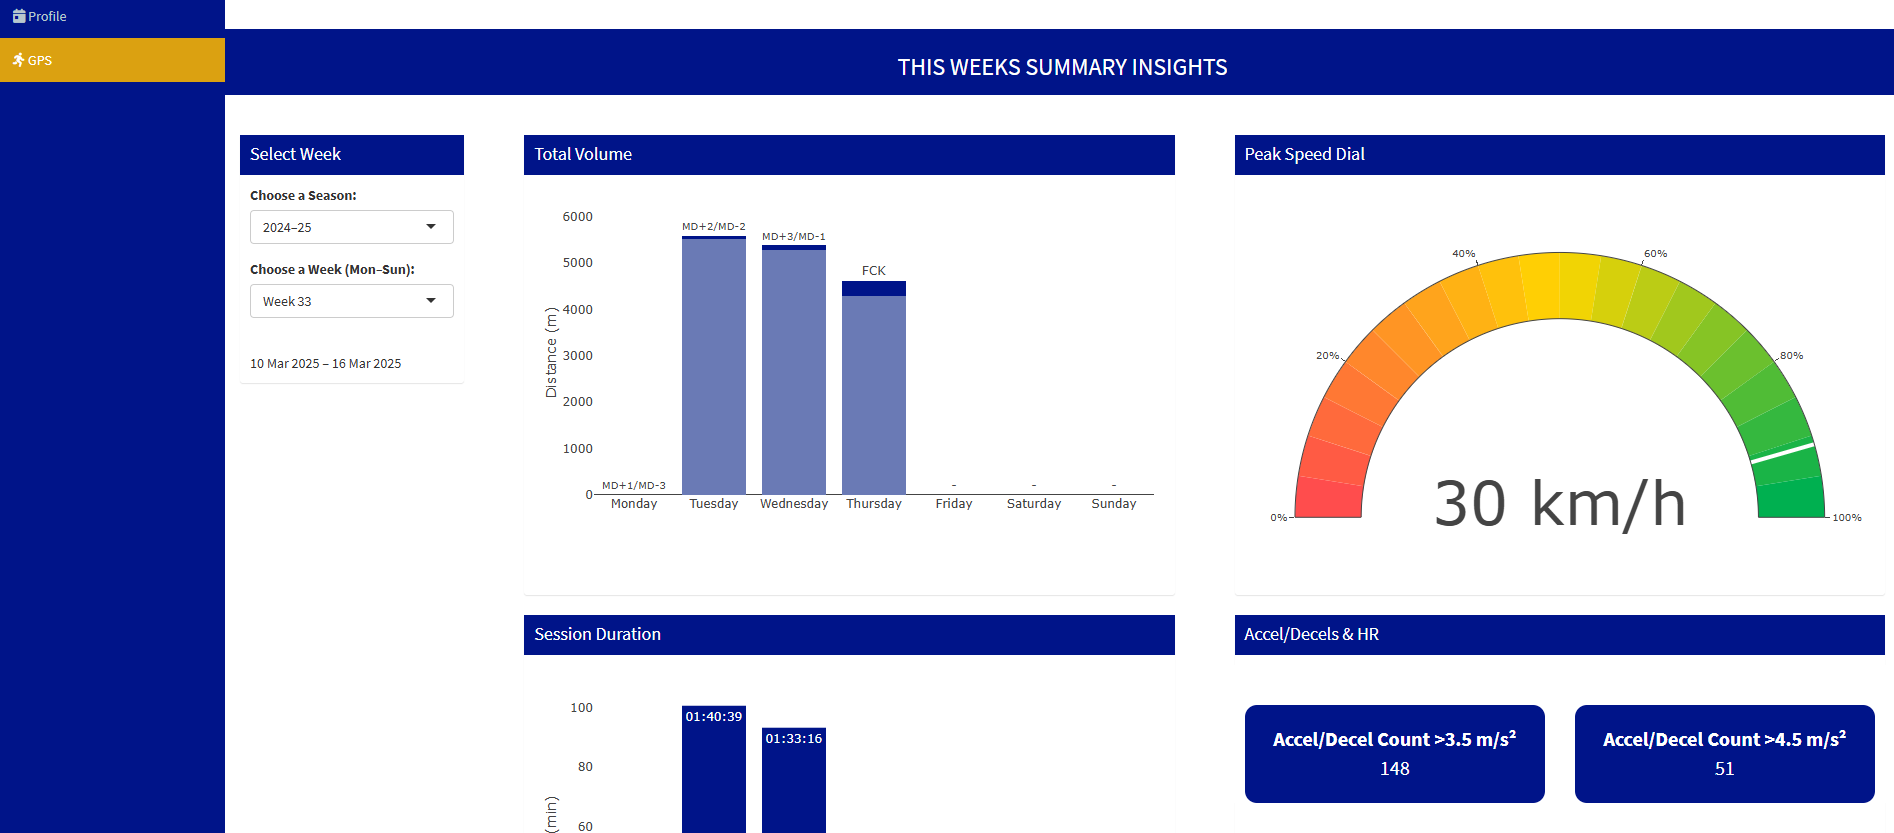 Profile
GPS
THIS WEEKS SUMMARY INSIGHTS
Select Week
Choose a Season:
2024–25
Choose a Week (Mon–Sun):
Week 33
10 Mar 2025 – 16 Mar 2025
Total Volume
6000
5000
4000
3000
2000
1000
0
Distance (m)
MD+1/MD-3
MD+2/MD-2
MD+3/MD-1
FCK
-
-
-
Monday
Tuesday
Wednesday
Thursday
Friday
Saturday
Sunday
Peak Speed Dial
0%
20%
40%
60%
80%
100%
30 km/h
Session Duration
100
80
60
(min)
01:40:39
01:33:16
Accel/Decels & HR
Accel/Decel Count >3.5 m/s²
148
Accel/Decel Count >4.5 m/s²
51